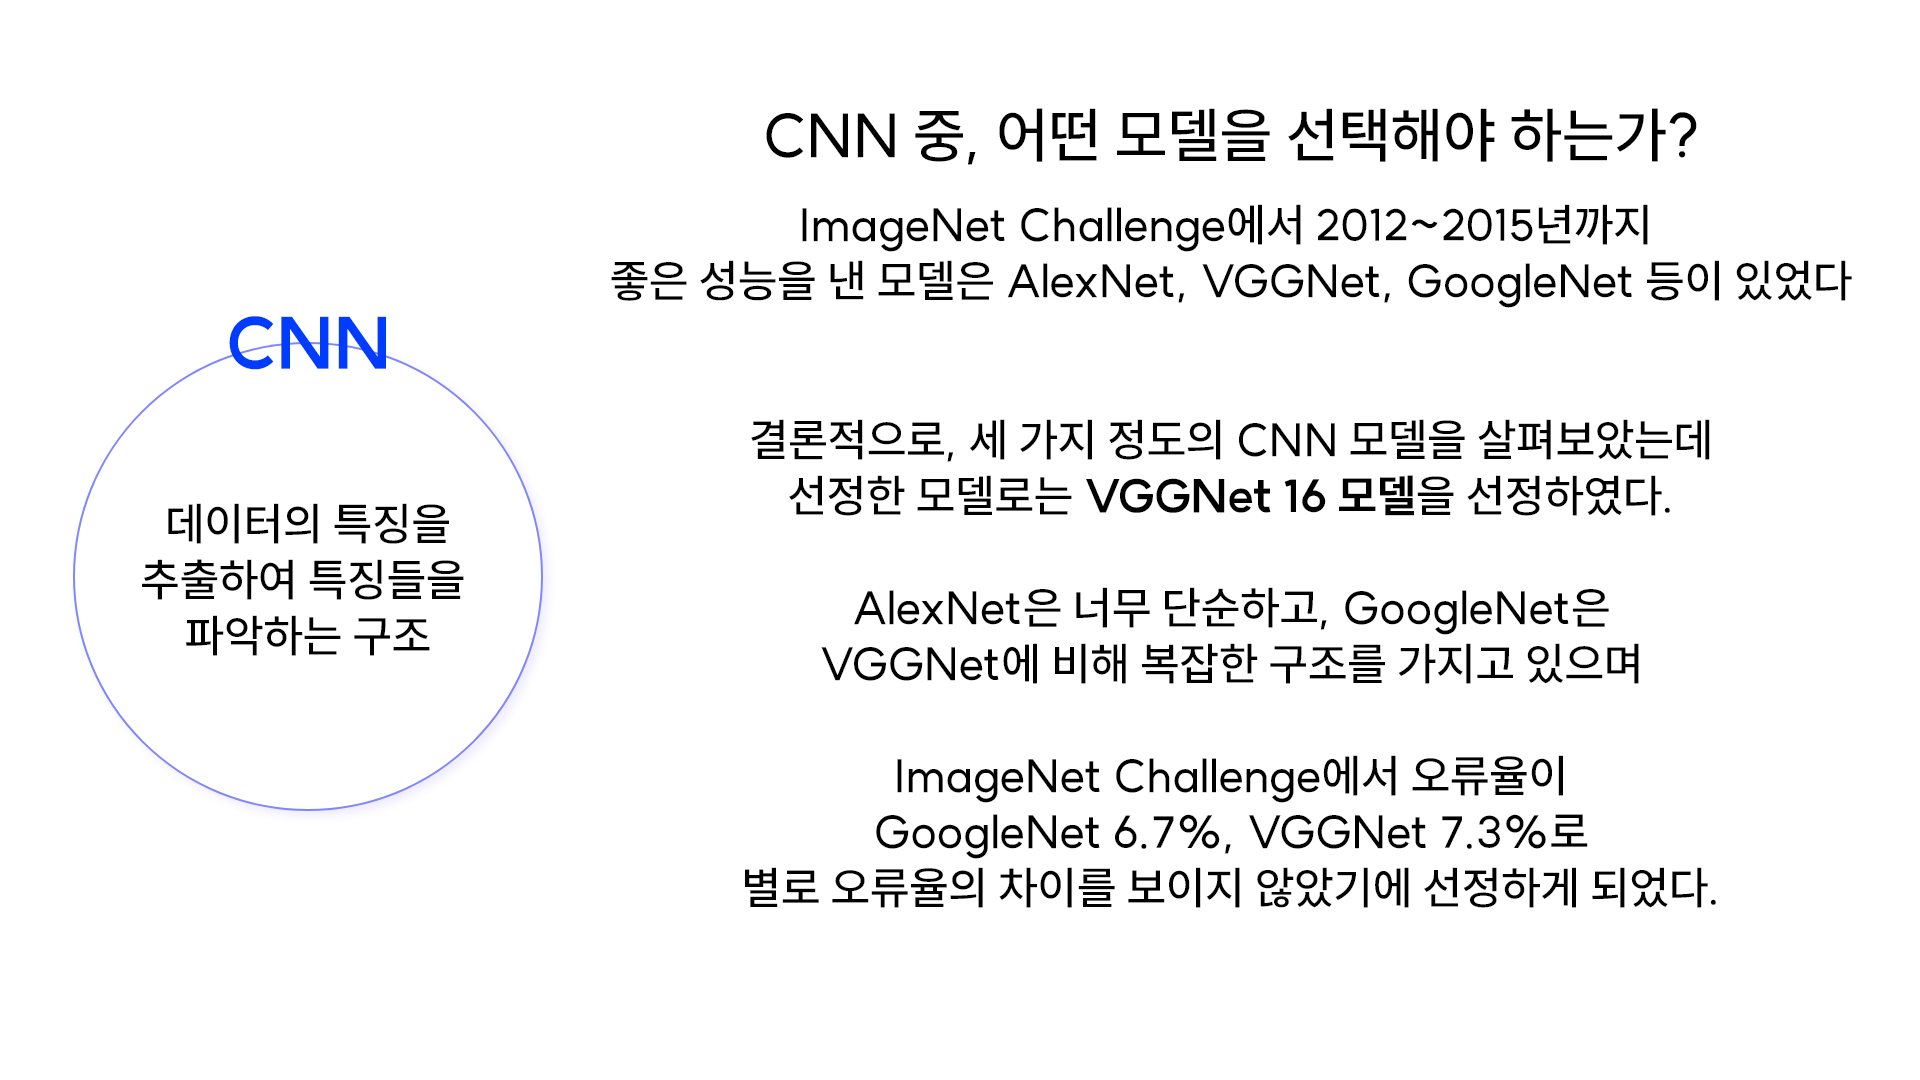 CNN
데이터의 특징을
추출하여 특징들을
파악하는 구조
CNN 중, 어떤 모델을 선택해야 하는가?
ImageNet Challenge에서 2012~2015년까지
좋은 성능을 낸 모델은 AlexNet, VGGNet, GoogleNet 등이 있었다
결론적으로, 세 가지 정도의 CNN 모델을 살펴보았는데
선정한 모델로는 VGGNet 16 모델을 선정하였다.
AlexNet은 너무 단순하고, GoogleNet은
VGGNet에 비해 복잡한 구조를 가지고 있으며
ImageNet Challenge에서 오류율이
GoogleNet 6.7%, VGGNet 7.3%로
별로 오류율의 차이를 보이지 않았기에 선정하게 되었다.